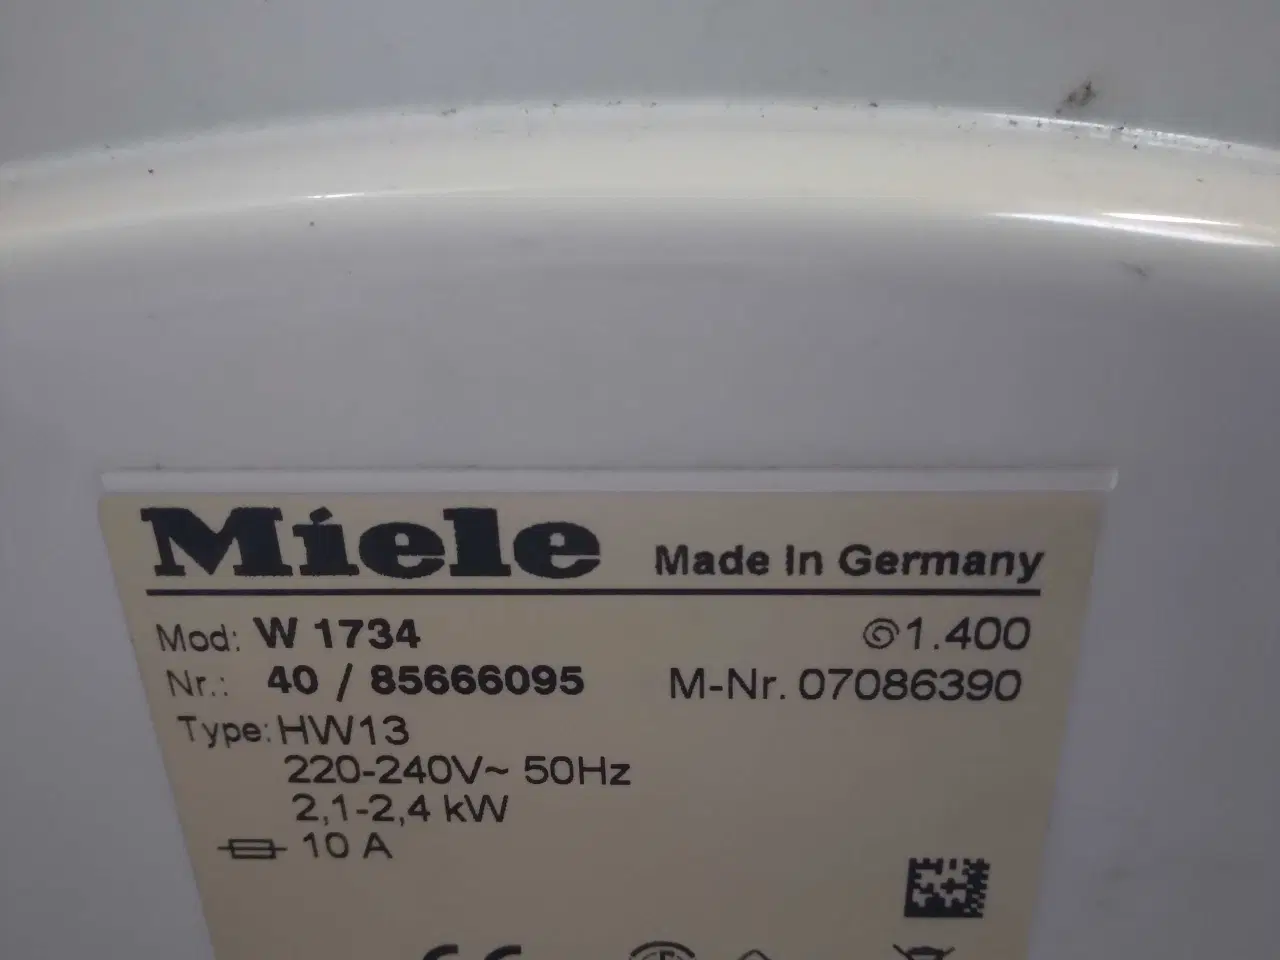 Miele Made In Germany
Mod: W 1734 1.400
Nr.: 40 / 85666095 M-Nr. 07086390
Type: HW13
220-240V~ 50Hz
2,1-2,4 kW
10 A